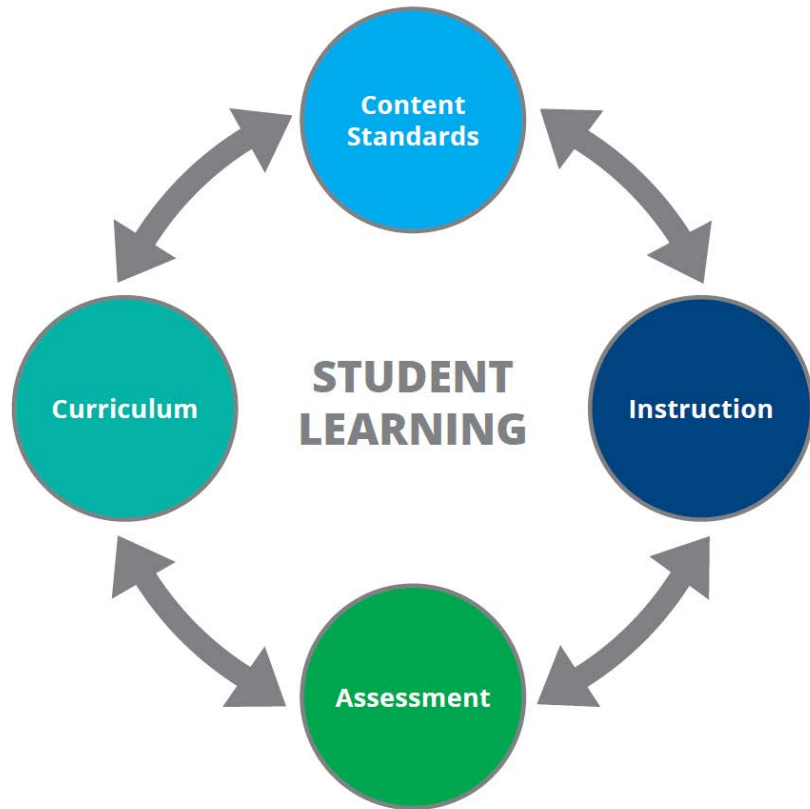 Content
Standards
Curriculum
STUDENT
LEARNING
Instruction
Assessment